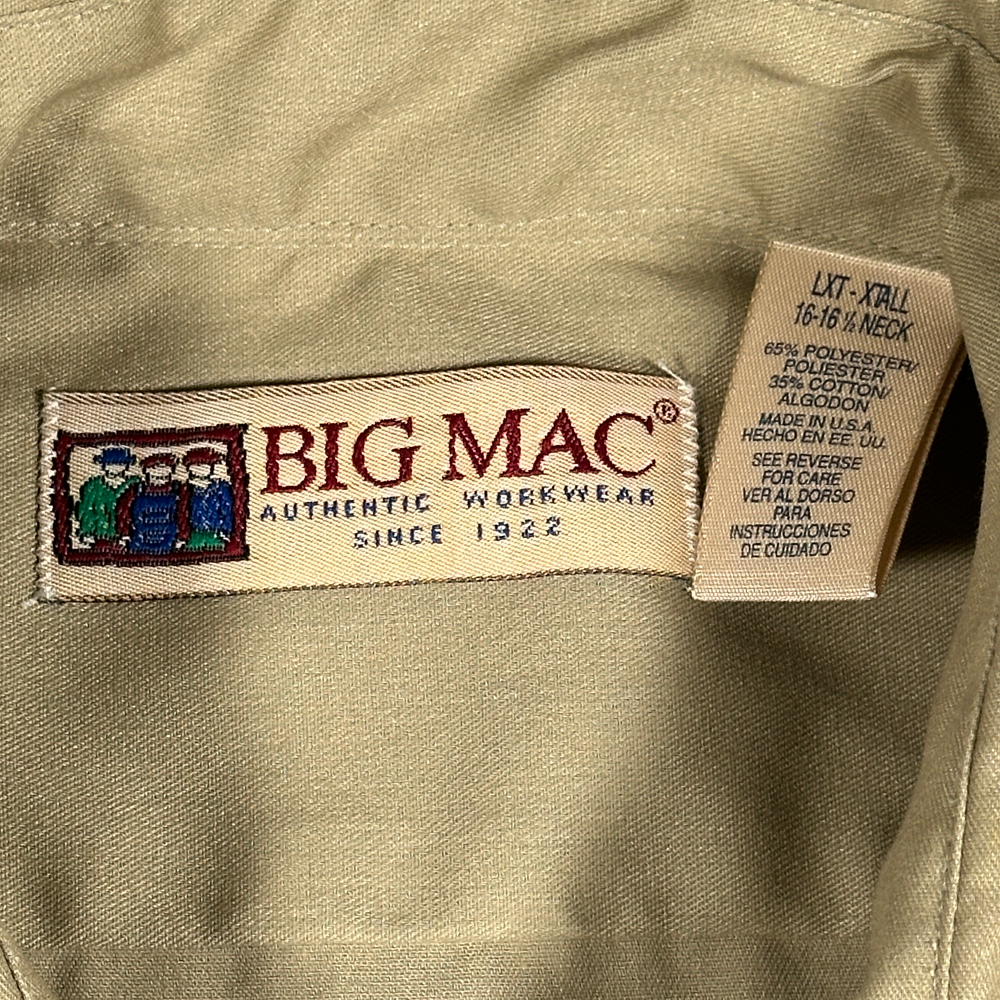 BIG MAC®
AUTHENTIC WORKWEAR
SINCE 1922
LXT - XTALL
16-16 ½ NECK
65% POLYESTER/
POLIESTER
35% COTTON/
ALGODON
MADE IN U.S.A.
HECHO EN EE. UU.
SEE REVERSE
FOR CARE
VER AL DORSO
PARA
INSTRUCCIONES
DE CUIDADO